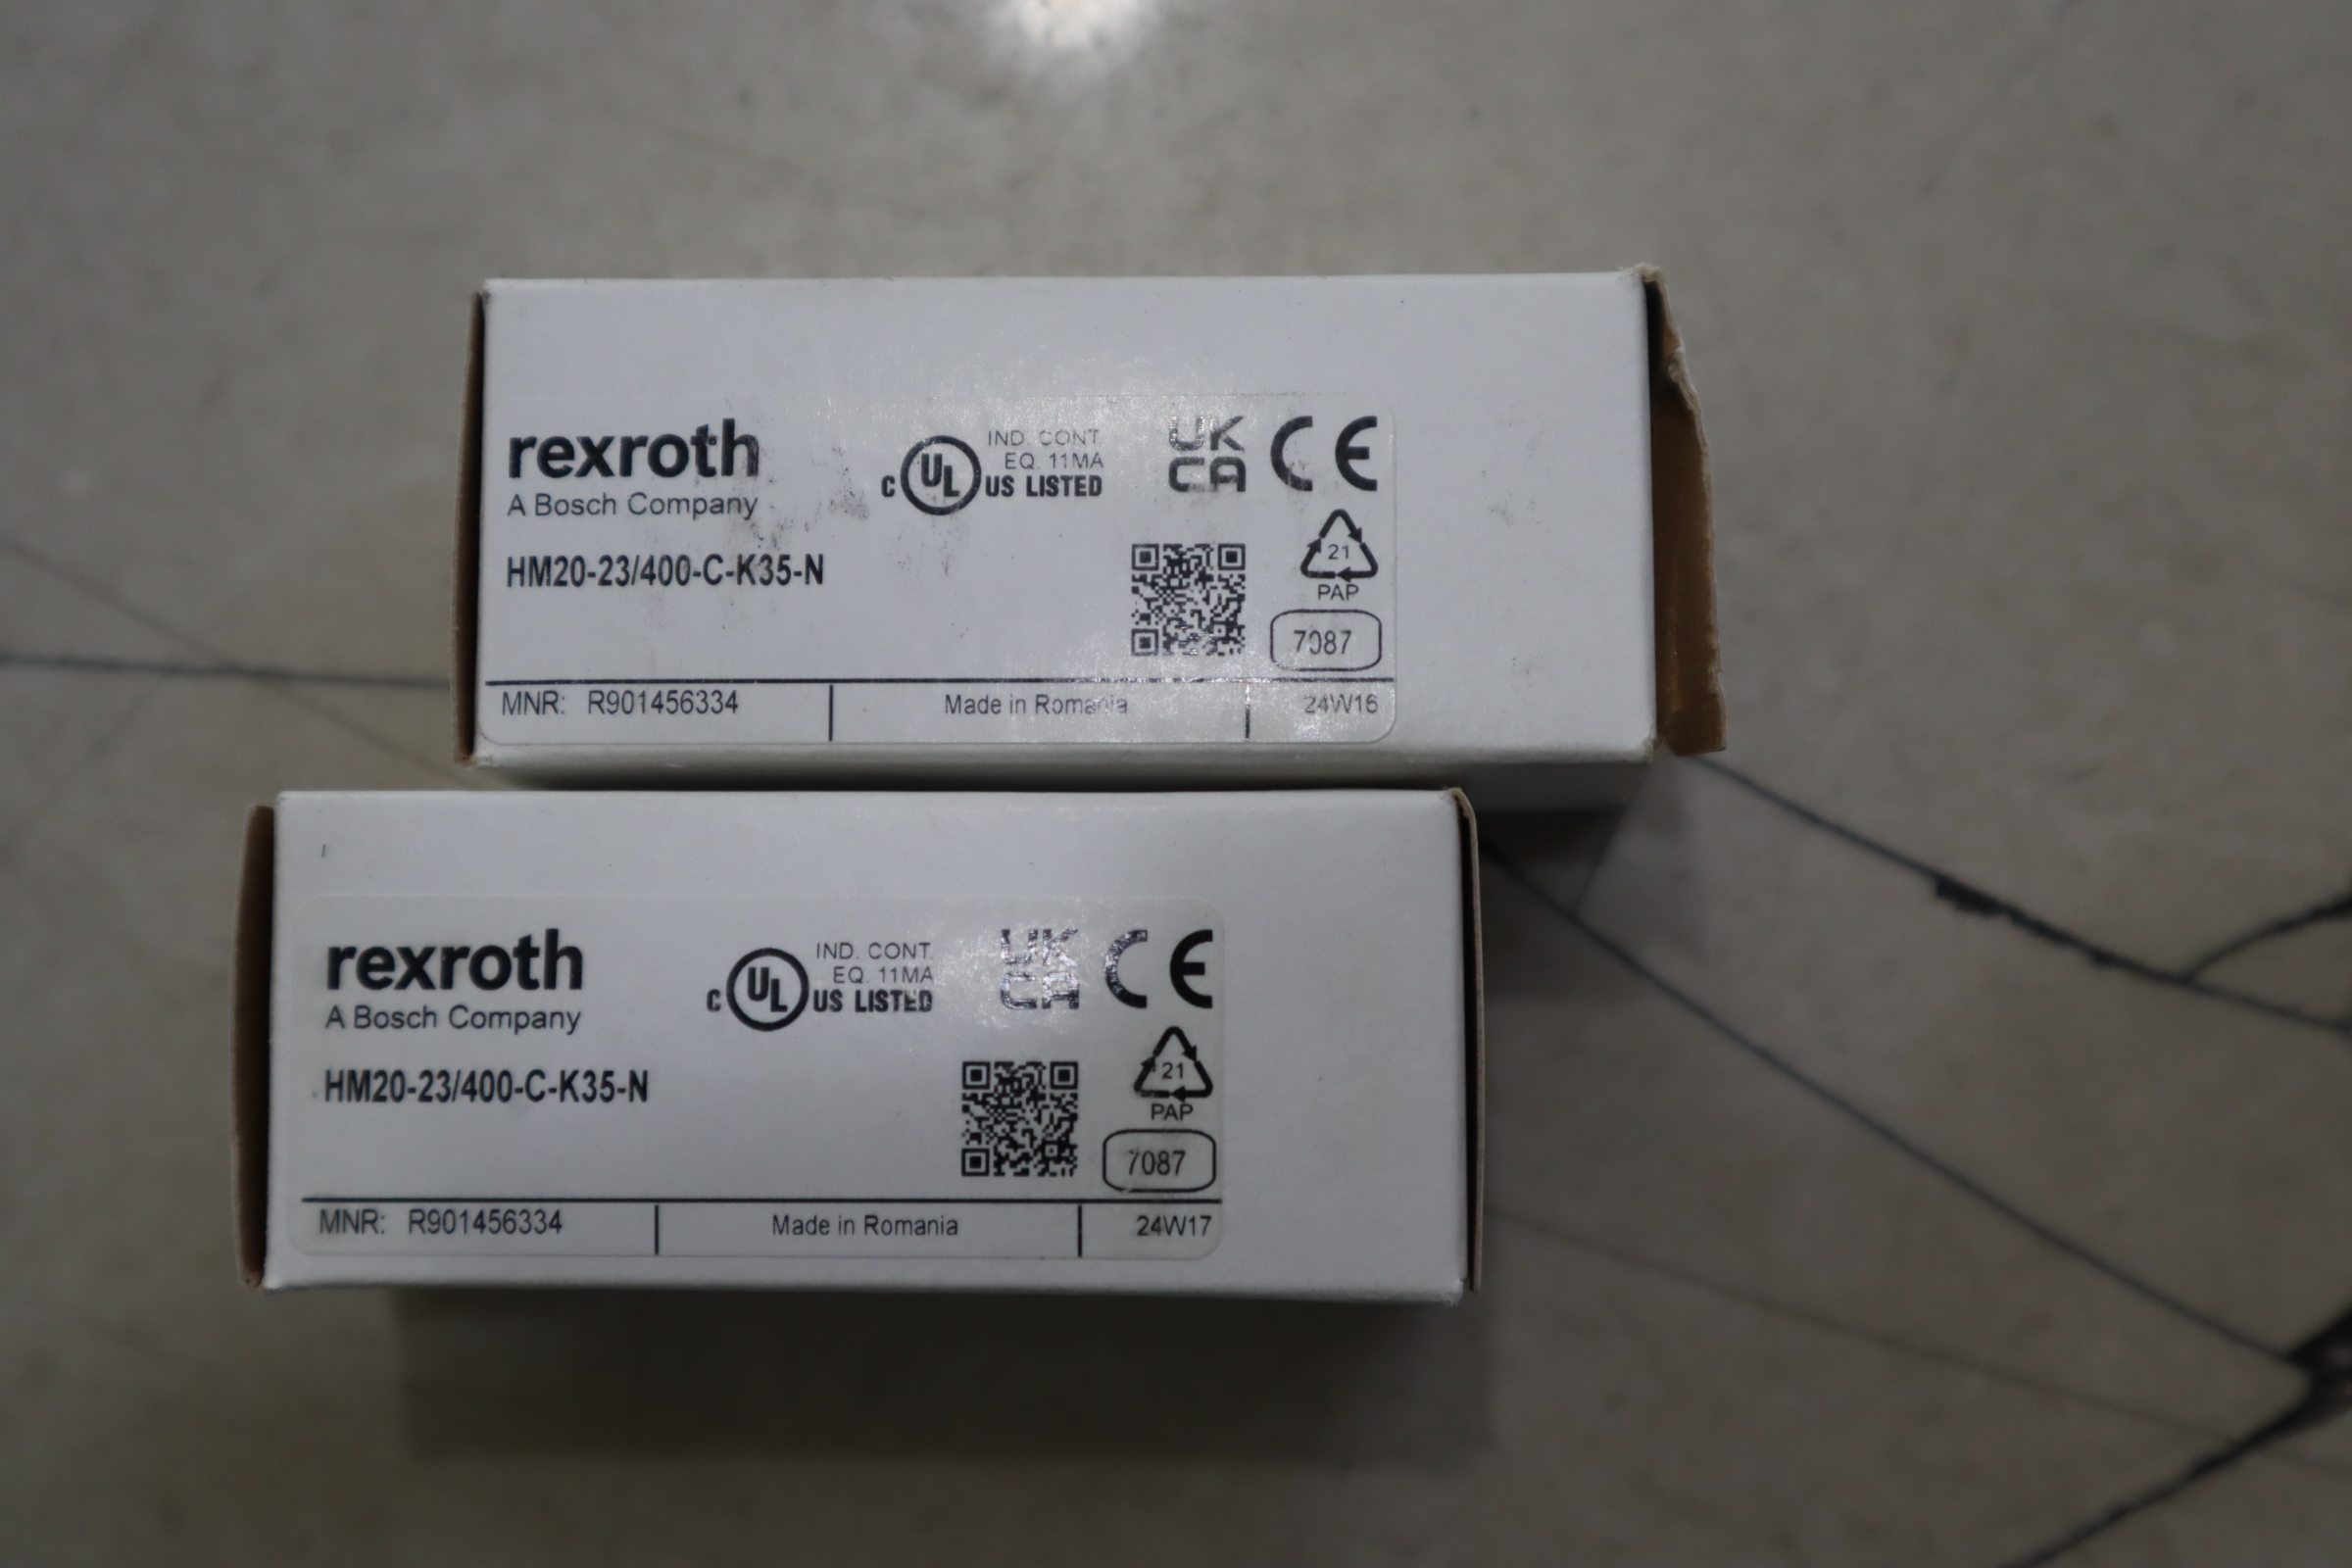 rexroth
A Bosch Company
HM20-23/400-C-K35-N
C UL US LISTED
IND. CONT.
EQ. 11MA
UK
CA
CE
21
PAP
7087
MNR: R901456334
Made in Romania
24W16
rexroth
A Bosch Company
HM20-23/400-C-K35-N
C UL US LISTED
IND. CONT.
EQ. 11MA
UK
CA
CE
21
PAP
7087
MNR: R901456334
Made in Romania
24W17